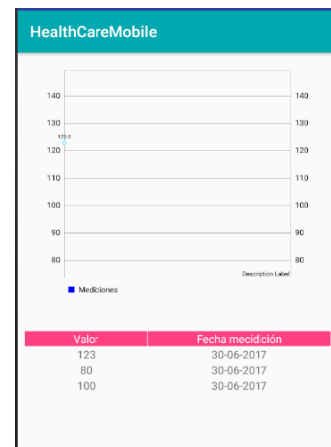 HealthCareMobile
140 140
130 130
123.0
120 120
110 110
100 100
90 90
80 80
Description Label
Mediciones
Valor Fecha mecidición
123 30-06-2017
80 30-06-2017
100 30-06-2017